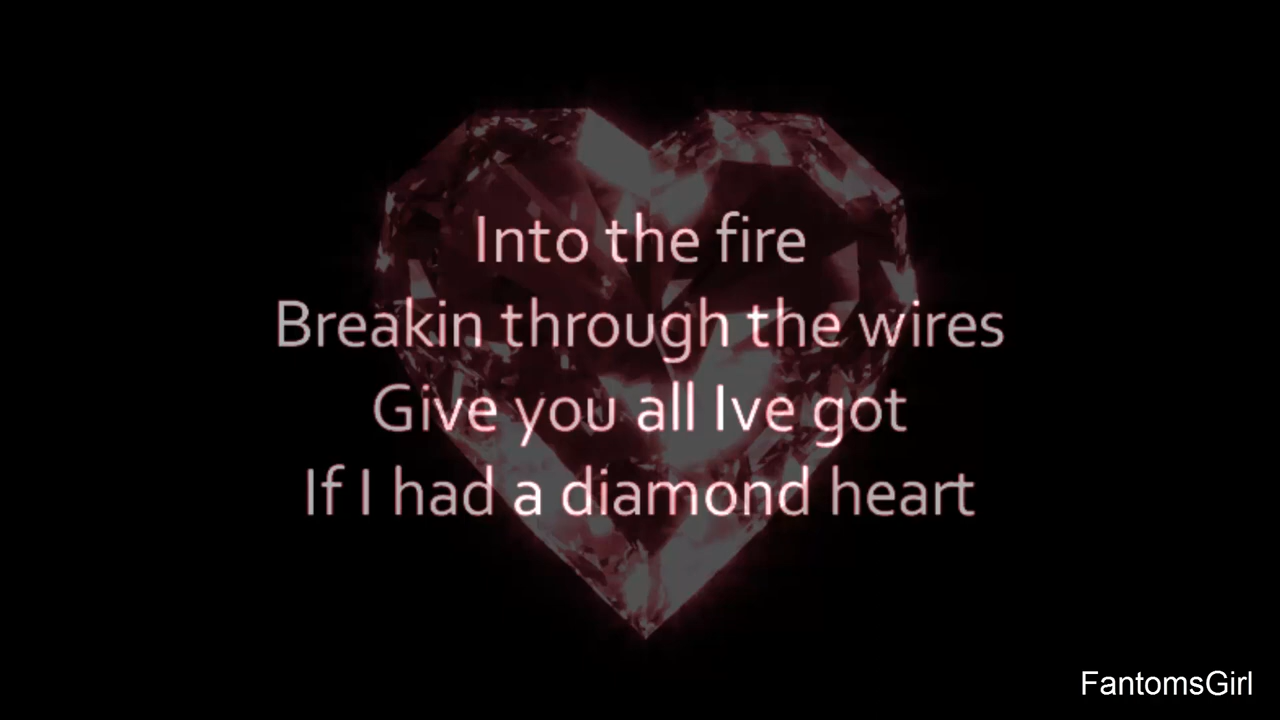 Into the fire
Breakin through the wires
Give you all Ive got
If I had a diamond heart
FantomsGirl